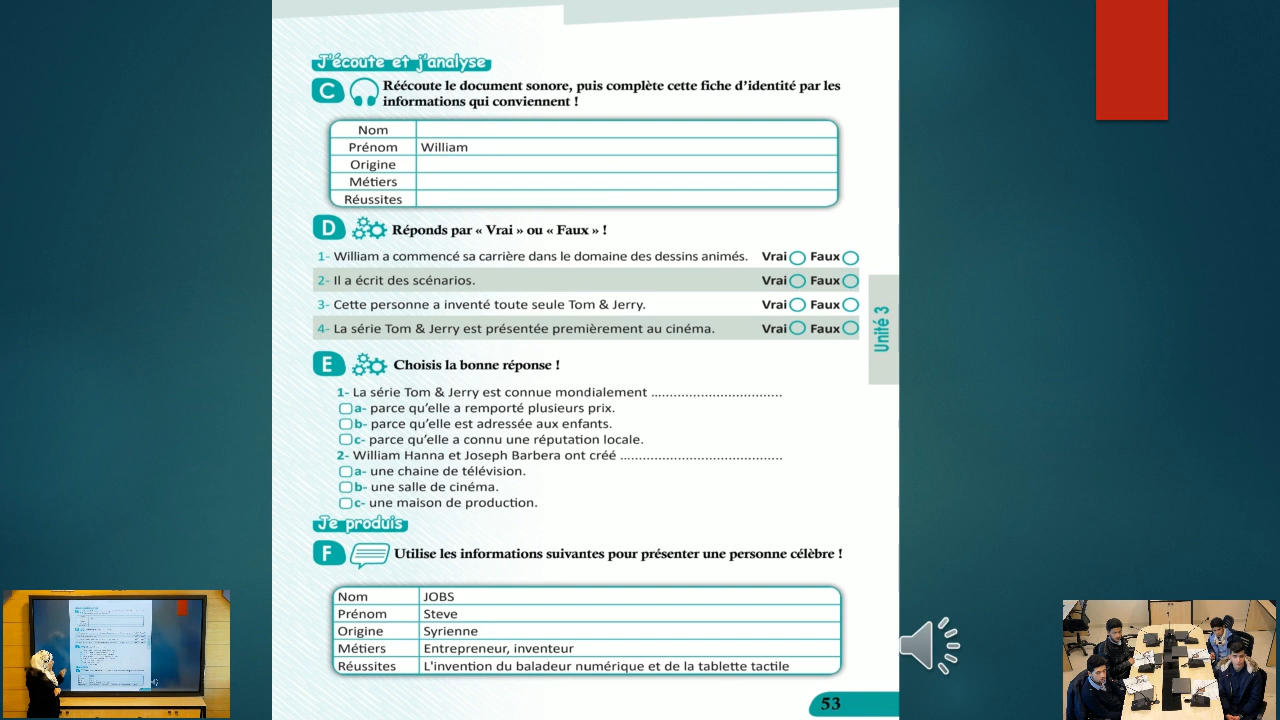 J'écoute et j'analyse
C Réécoute le document sonore, puis complète cette fiche d'identité par les
informations qui conviennent !
Nom
Prénom William
Origine
Métiers
Réussites
D Réponds par « Vrai » ou « Faux » !
1- William a commencé sa carrière dans le domaine des dessins animés. Vrai Faux
2- Il a écrit des scénarios. Vrai Faux
3- Cette personne a inventé toute seule Tom & Jerry. Vrai Faux
4- La série Tom & Jerry est présentée premièrement au cinéma. Vrai Faux
Unité 3
E Choisis la bonne réponse !
1- La série Tom & Jerry est connue mondialement ................................
a- parce qu'elle a remporté plusieurs prix.
b- parce qu'elle est adressée aux enfants.
c- parce qu'elle a connu une réputation locale.
2- William Hanna et Joseph Barbera ont créé ........................................
a- une chaine de télévision.
b- une salle de cinéma.
c- une maison de production.
Je produis
F Utilise les informations suivantes pour présenter une personne célèbre !
Nom JOBS
Prénom Steve
Origine Syrienne
Métiers Entrepreneur, inventeur
Réussites L'invention du baladeur numérique et de la tablette tactile
53